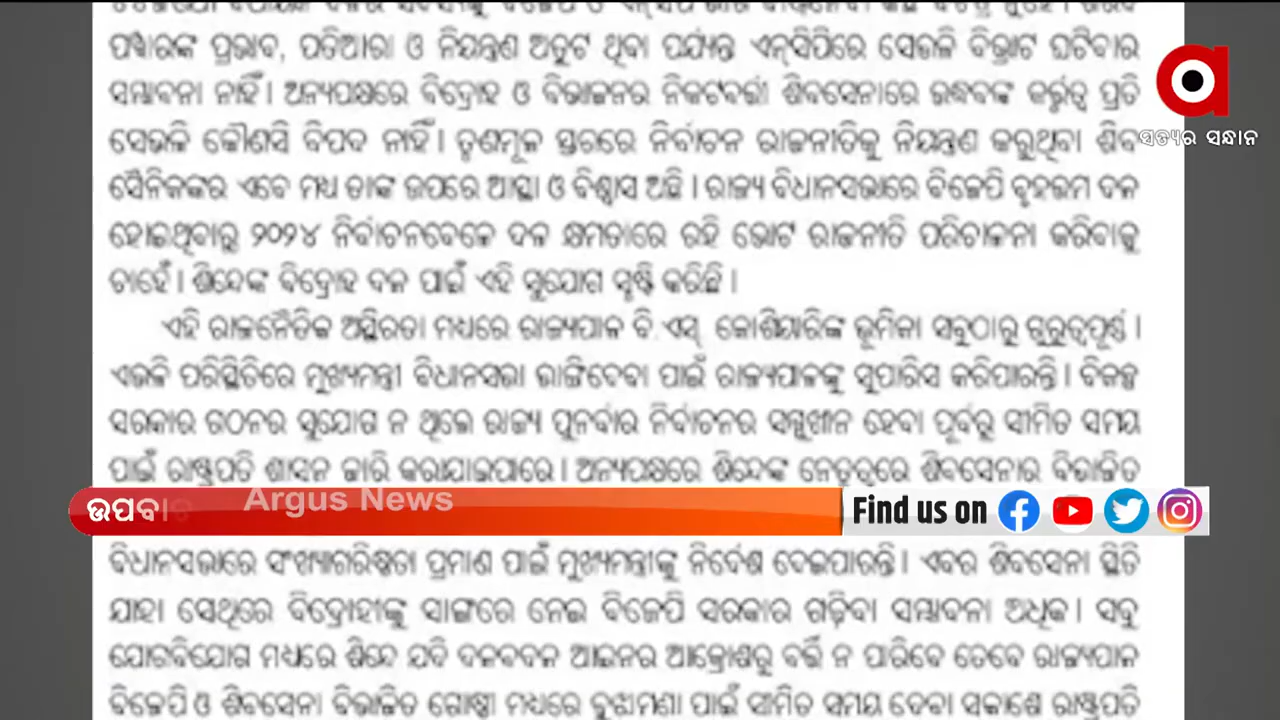 ପୱାରଙ୍କ ପ୍ରଭାବ, ପତିଆରା ଓ ନିୟନ୍ତ୍ରଣ ଅତୁଟ ଥିବା ପର୍ଯ୍ୟନ୍ତ ଏନ୍‌ସିପିରେ ସେଭଳି ବିଭ୍ରାଟ ଘଟିବାର
ସମ୍ଭାବନା ନାହିଁ । ଅନ୍ୟପକ୍ଷରେ ବିଦ୍ରୋହ ଓ ବିଭାଜନର ନିକଟବର୍ତ୍ତୀ ଶିବସେନାରେ ଉଦ୍ଧବଙ୍କ କର୍ତ୍ତୃତ୍ୱ ପ୍ରତି
ସେଭଳି କୌଣସି ବିପଦ ନାହିଁ । ତୃଣମୂଳ ସ୍ତରରେ ନିର୍ବାଚନ ରାଜନୀତିକୁ ନିୟନ୍ତ୍ରଣ କରୁଥିବା ଶିବ
ସୈନିକଙ୍କର ଏବେ ମଧ୍ୟ ତାଙ୍କ ଉପରେ ଆସ୍ଥା ଓ ବିଶ୍ୱାସ ଅଛି । ରାଜ୍ୟ ବିଧାନସଭାରେ ବିଜେପି ବୃହତ୍ତମ ଦଳ
ହୋଇଥିବାରୁ ୨୦୨୪ ନିର୍ବାଚନବେଳେ ଦଳ କ୍ଷମତାରେ ରହି ଭୋଟ ରାଜନୀତି ପରିଚାଳନା କରିବାକୁ
ଚାହେଁ । ଶିନ୍ଦେଙ୍କ ବିଦ୍ରୋହ ଦଳ ପାଇଁ ଏହି ସୁଯୋଗ ସୃଷ୍ଟି କରିଛି ।
ଏହି ରାଜନୈତିକ ଅସ୍ଥିରତା ମଧ୍ୟରେ ରାଜ୍ୟପାଳ ବି.ଏସ୍. କୋଶିୟାରିଙ୍କ ଭୂମିକା ସବୁଠାରୁ ଗୁରୁତ୍ୱପୂର୍ଣ୍ଣ ।
ଏଭଳି ପରିସ୍ଥିତିରେ ମୁଖ୍ୟମନ୍ତ୍ରୀ ବିଧାନସଭା ଭାଙ୍ଗିଦେବା ପାଇଁ ରାଜ୍ୟପାଳଙ୍କୁ ସୁପାରିସ କରିପାରନ୍ତି । ବିକଳ୍ପ
ସରକାର ଗଠନର ସୁଯୋଗ ନ ଥିଲେ ରାଜ୍ୟ ପୁନର୍ବାର ନିର୍ବାଚନର ସମ୍ମୁଖୀନ ହେବା ପୂର୍ବରୁ ସୀମିତ ସମୟ
ପାଇଁ ରାଷ୍ଟ୍ରପତି ଶାସନ ଜାରି କରାଯାଇପାରେ । ଅନ୍ୟପକ୍ଷରେ ଶିନ୍ଦେଙ୍କ ନେତୃତ୍ୱରେ ଶିବସେନାର ବିଭାଜିତ
ବିଧାନସଭାରେ ସଂଖ୍ୟାଗରିଷ୍ଠତା ପ୍ରମାଣ ପାଇଁ ମୁଖ୍ୟମନ୍ତ୍ରୀଙ୍କୁ ନିର୍ଦେଶ ଦେଇପାରନ୍ତି । ଏବର ଶିବସେନା ସ୍ଥିତି
ଯାହା ସେଥିରେ ବିଦ୍ରୋହୀଙ୍କୁ ସାଙ୍ଗରେ ନେଇ ବିଜେପି ସରକାର ଗଢ଼ିବା ସମ୍ଭାବନା ଅଧିକ । ସବୁ
ଯୋଗବିଯୋଗ ମଧ୍ୟରେ ଶିନ୍ଦେ ଯଦି ଦଳବଦଳ ଆଇନର ଆକ୍ରୋଶରୁ ବର୍ତ୍ତି ନ ପାରିବେ ତେବେ ରାଜ୍ୟପାଳ
ବିଜେପି ଓ ଶିବସେନା ବିଭାଜିତ ଗୋଷ୍ଠୀ ମଧ୍ୟରେ ବୁଝାମଣା ପାଇଁ ସୀମିତ ସମୟ ଦେବା ସକାଶେ ରାଷ୍ଟ୍ରପତି
ସତ୍ୟର ସନ୍ଧାନ
ଉପବା
Argus News
Find us on